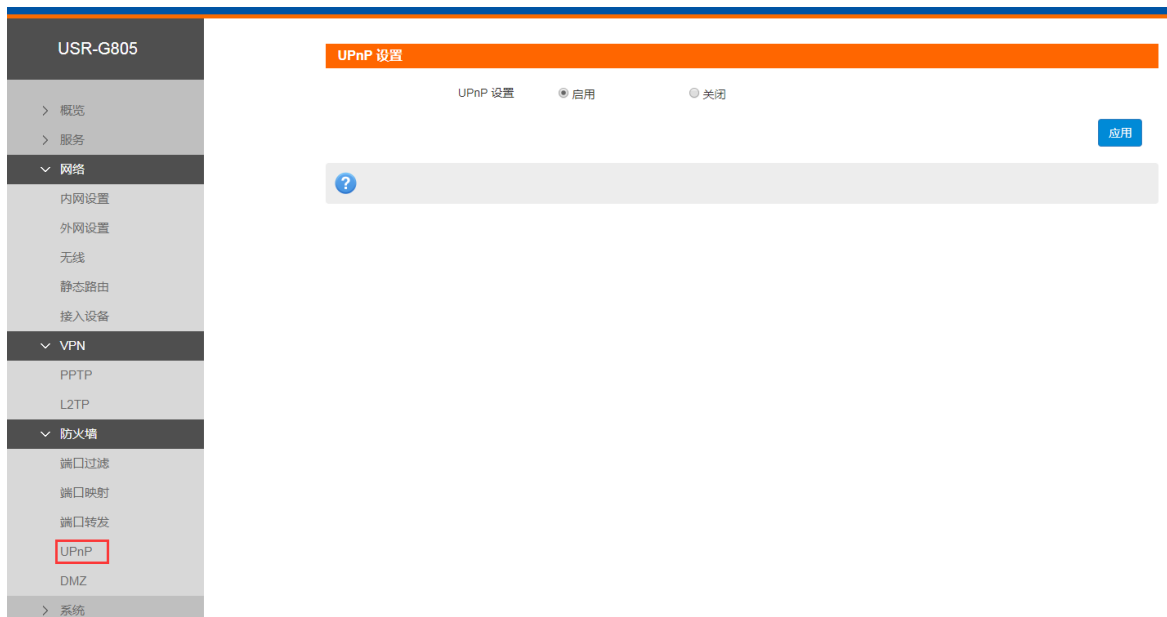 USR-G805
概览
服务
网络
内网设置
外网设置
无线
静态路由
接入设备
VPN
PPTP
L2TP
防火墙
端口过滤
端口映射
端口转发
UPnP
DMZ
系统
UPnP 设置
UPnP 设置 启用 关闭
应用
?